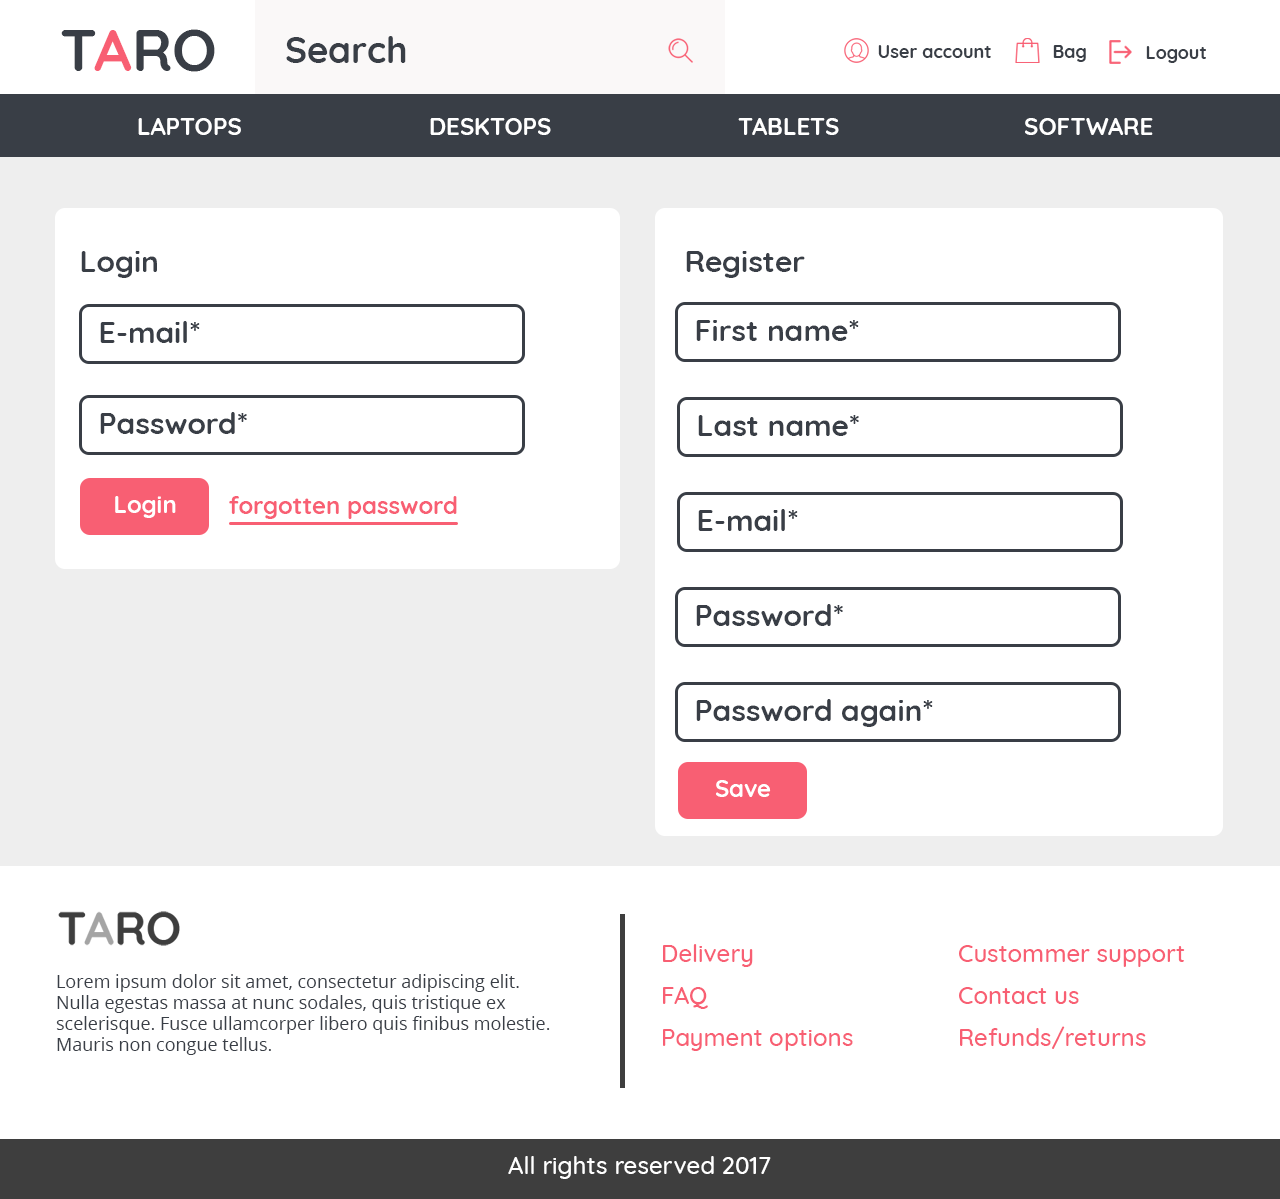 TARO
Search
User account
Bag
Logout
LAPTOPS
DESKTOPS
TABLETS
SOFTWARE
Login
E-mail*
Password*
Login
forgotten password
Register
First name*
Last name*
E-mail*
Password*
Password again*
Save
TARO
Lorem ipsum dolor sit amet, consectetur adipiscing elit.
Nulla egestas massa at nunc sodales, quis tristique ex
scelerisque. Fusce ullamcorper libero quis finibus molestie.
Mauris non congue tellus.
Delivery
FAQ
Payment options
Custommer support
Contact us
Refunds/returns
All rights reserved 2017